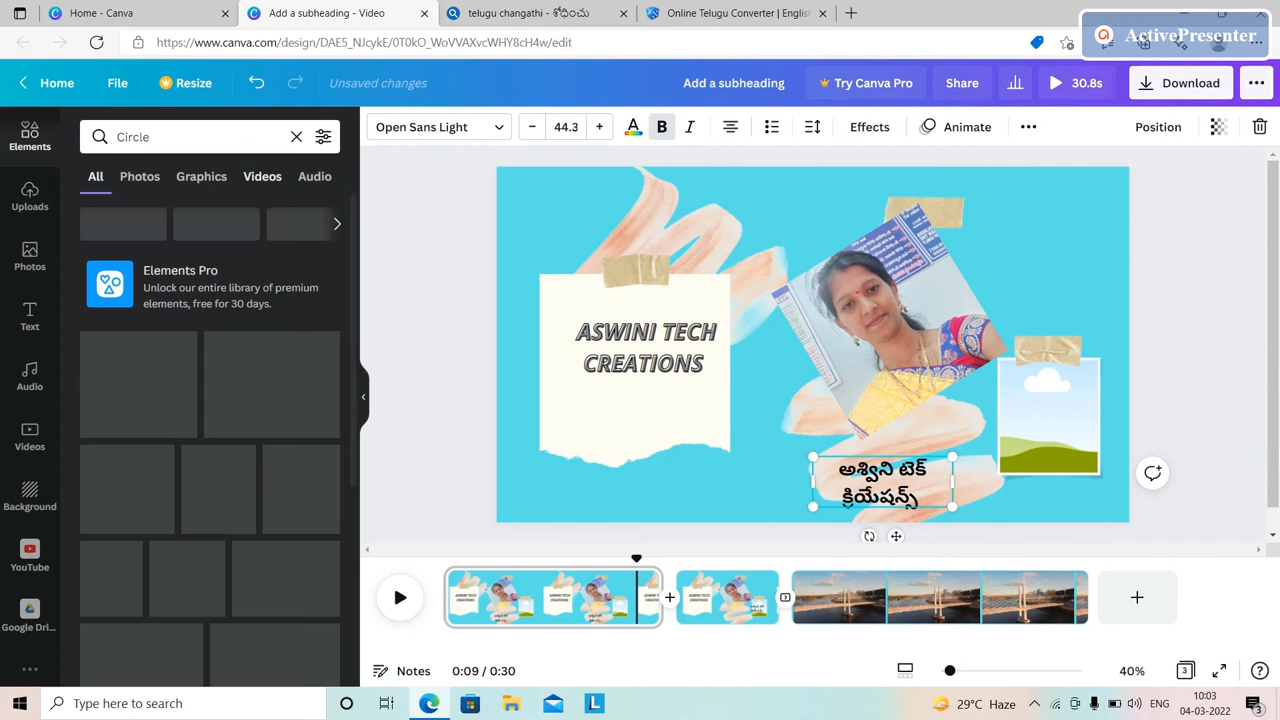 Home - Canva
Add a subheading - Video
telugu changathi - శోధించు
Online Telugu Converter | Englis
ActivePresenter
https://www.canva.com/design/DAE5_NJcykE/0T0kO_WoVVAXvcWHY8cH4w/edit
Home
File
Resize
Unsaved changes
Add a subheading
Try Canva Pro
Share
30.8s
Download
Elements
Circle
Open Sans Light
44.3
A
B
I
Effects
Animate
Position
All
Photos
Graphics
Videos
Audio
Uploads
Elements Pro
Unlock our entire library of premium
elements, free for 30 days.
Photos
Text
Audio
Videos
Background
YouTube
Google Dri...
ASWINI TECH
CREATIONS
అశ్విని టెక్
క్రియేషన్స్
Notes
0:09 / 0:30
40%
3
Type here to search
29°C Haze
10:03
04-03-2022
3